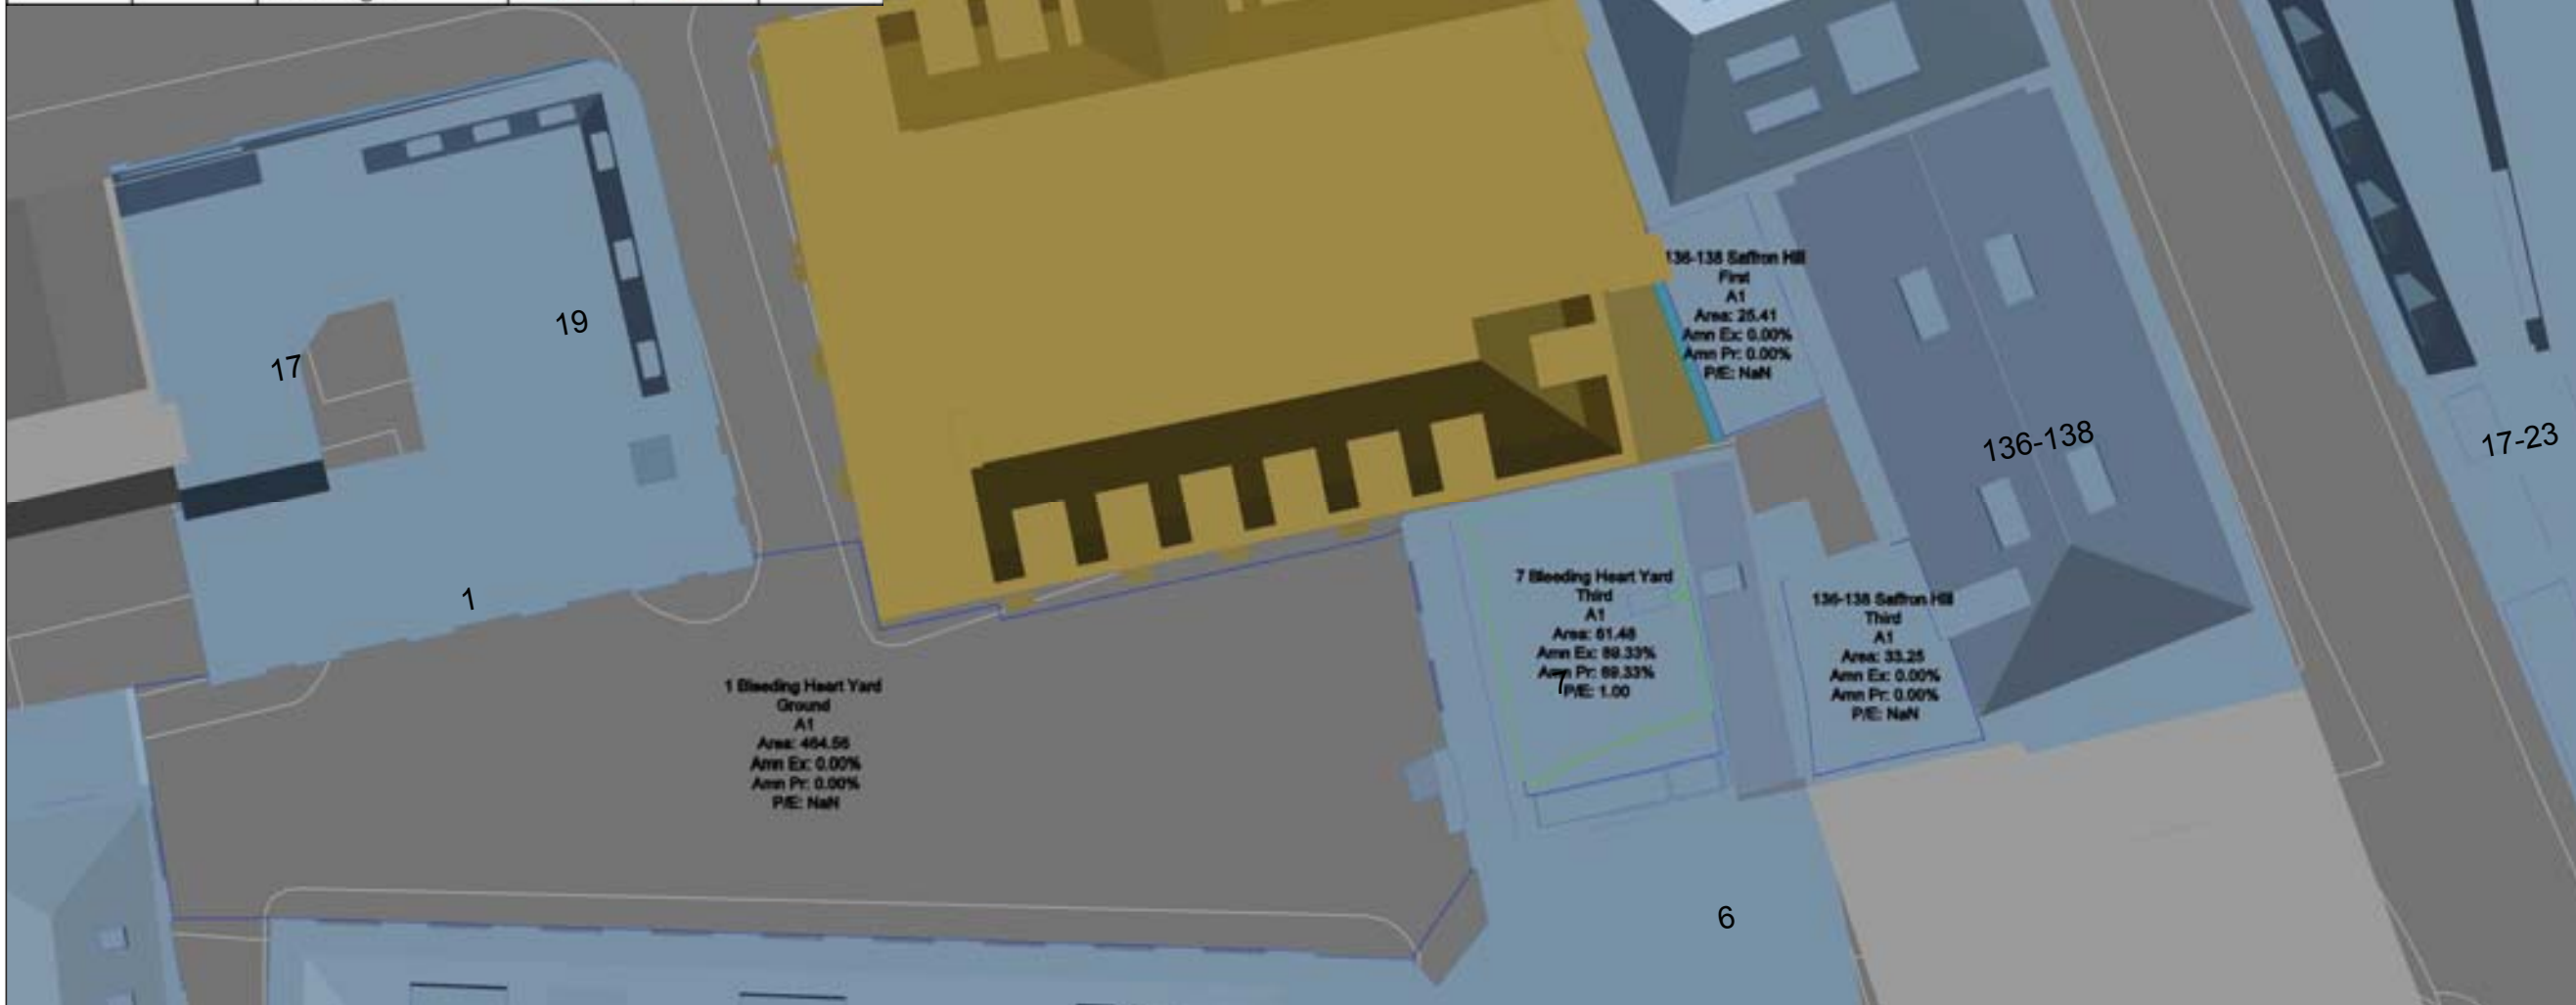 136-138 Saffron Hill
First
A1
Area: 25.41
Amn Ex: 0.00%
Amn Pr: 0.00%
P/E: NaN
19
17
136-138
17-23
1
7 Bleeding Heart Yard
Third
A1
Area: 61.48
Amn Ex: 89.33%
Amn Pr: 89.33%
P/E: 1.00
7
136-138 Saffron Hill
Third
A1
Area: 33.25
Amn Ex: 0.00%
Amn Pr: 0.00%
P/E: NaN
1 Bleeding Heart Yard
Ground
A1
Area: 464.56
Amn Ex: 0.00%
Amn Pr: 0.00%
P/E: NaN
6